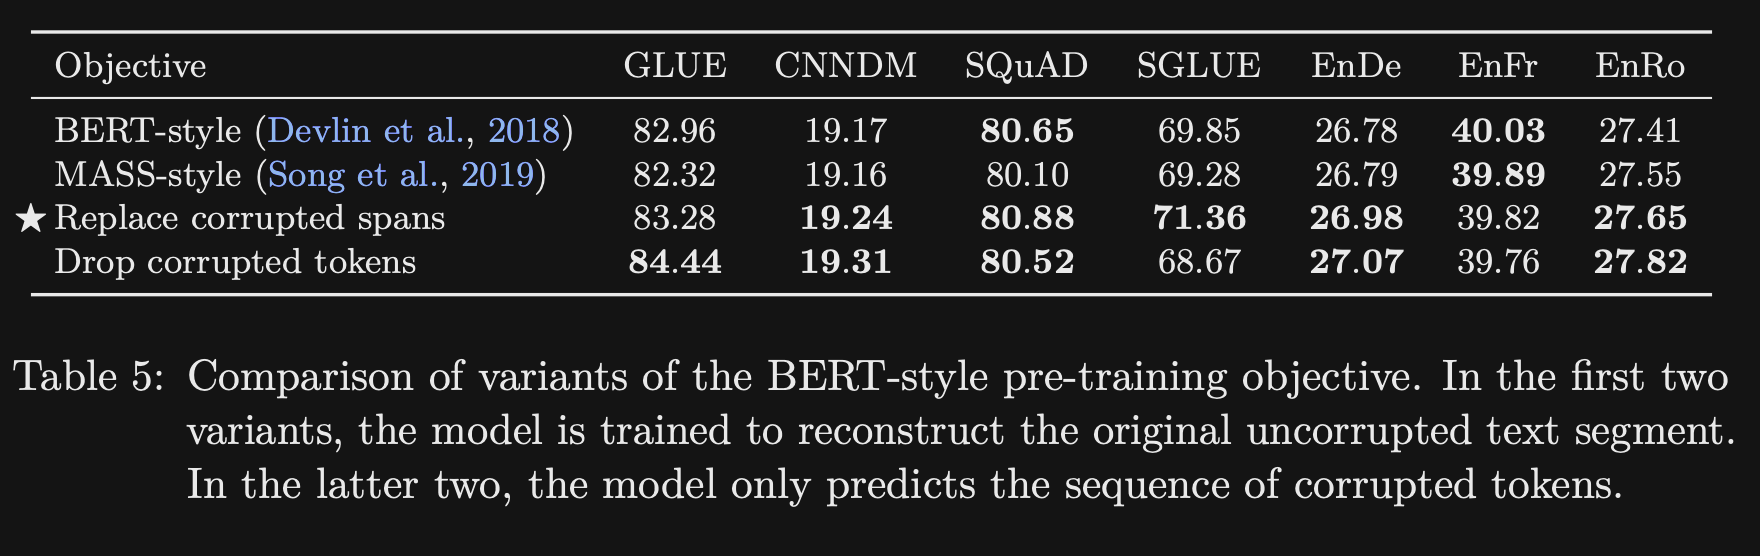 Objective GLUE CNNDM SQuAD SGLUE EnDe EnFr EnRo
BERT-style (Devlin et al., 2018) 82.96 19.17 80.65 69.85 26.78 40.03 27.41
MASS-style (Song et al., 2019) 82.32 19.16 80.10 69.28 26.79 39.89 27.55
★ Replace corrupted spans 83.28 19.24 80.88 71.36 26.98 39.82 27.65
Drop corrupted tokens 84.44 19.31 80.52 68.67 27.07 39.76 27.82
Table 5: Comparison of variants of the BERT-style pre-training objective. In the first two
variants, the model is trained to reconstruct the original uncorrupted text segment.
In the latter two, the model only predicts the sequence of corrupted tokens.